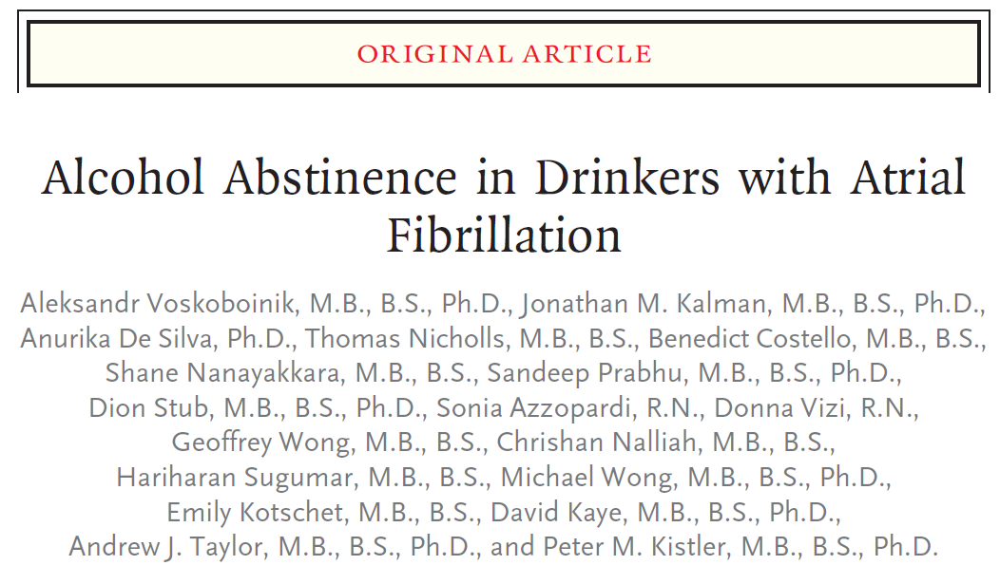 ORIGINAL ARTICLE
Alcohol Abstinence in Drinkers with Atrial
Fibrillation
Aleksandr Voskoboinik, M.B., B.S., Ph.D., Jonathan M. Kalman, M.B., B.S., Ph.D.,
Anurika De Silva, Ph.D., Thomas Nicholls, M.B., B.S., Benedict Costello, M.B., B.S.,
Shane Nanayakkara, M.B., B.S., Sandeep Prabhu, M.B., B.S., Ph.D.,
Dion Stub, M.B., B.S., Ph.D., Sonia Azzopardi, R.N., Donna Vizi, R.N.,
Geoffrey Wong, M.B., B.S., Chrishan Nalliah, M.B., B.S.,
Hariharan Sugumar, M.B., B.S., Michael Wong, M.B., B.S., Ph.D.,
Emily Kotschet, M.B., B.S., David Kaye, M.B., B.S., Ph.D.,
Andrew J. Taylor, M.B., B.S., Ph.D., and Peter M. Kistler, M.B., B.S., Ph.D.